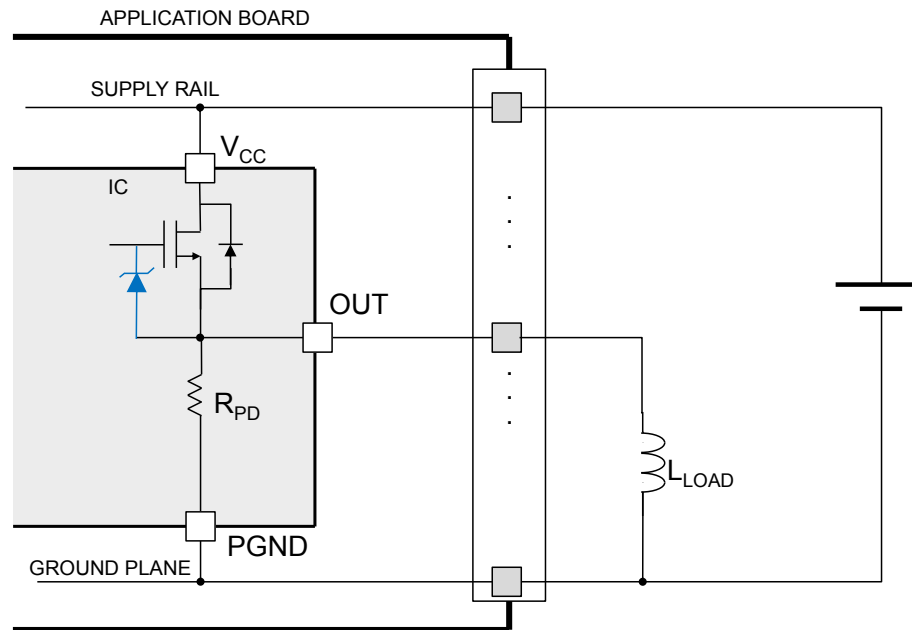 APPLICATION BOARD
SUPPLY RAIL
VCC
IC
OUT
RPD
LLOAD
PGND
GROUND PLANE